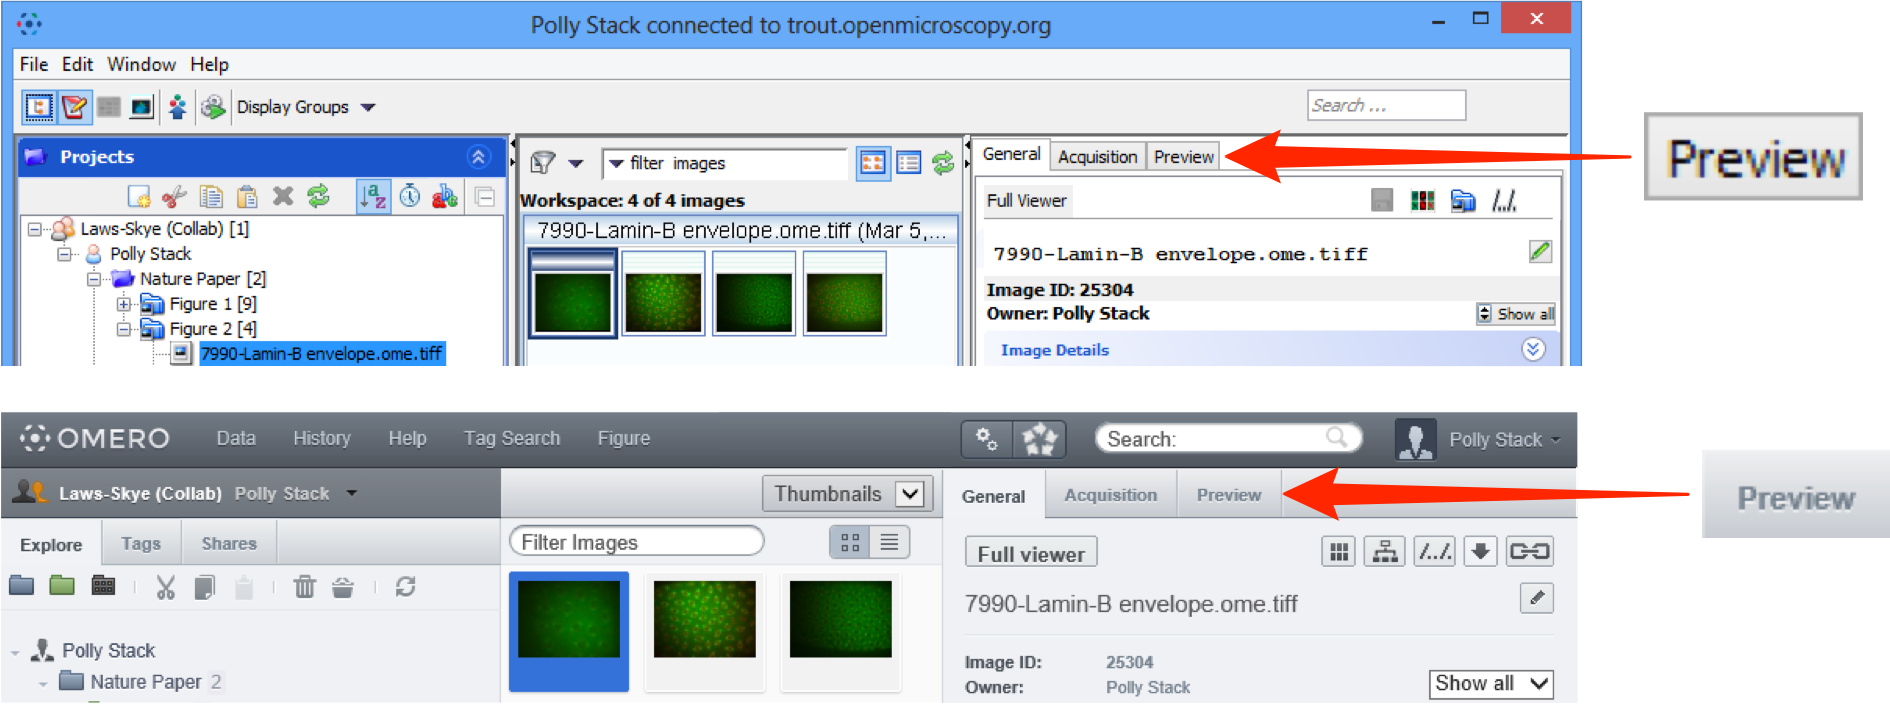 Polly Stack connected to trout.openmicroscopy.org
File Edit Window Help
Display Groups
Search ...
Projects
filter images
General Acquisition Preview
Preview
Workspace: 4 of 4 images
Full Viewer
Laws-Skye (Collab) [1]
7990-Lamin-B envelope.ome.tiff (Mar 5,...
Polly Stack
7990-Lamin-B envelope.ome.tiff
Nature Paper [2]
Image ID: 25304
Figure 1 [9]
Owner: Polly Stack
Show all
Figure 2 [4]
7990-Lamin-B envelope.ome.tiff
Image Details
OMERO Data History Help Tag Search Figure
Search:
Polly Stack
Laws-Skye (Collab) Polly Stack
Thumbnails
General Acquisition Preview
Preview
Explore Tags Shares
Filter Images
Full viewer
/../.
7990-Lamin-B envelope.ome.tiff
Polly Stack
Image ID: 25304
Nature Paper 2
Owner: Polly Stack
Show all